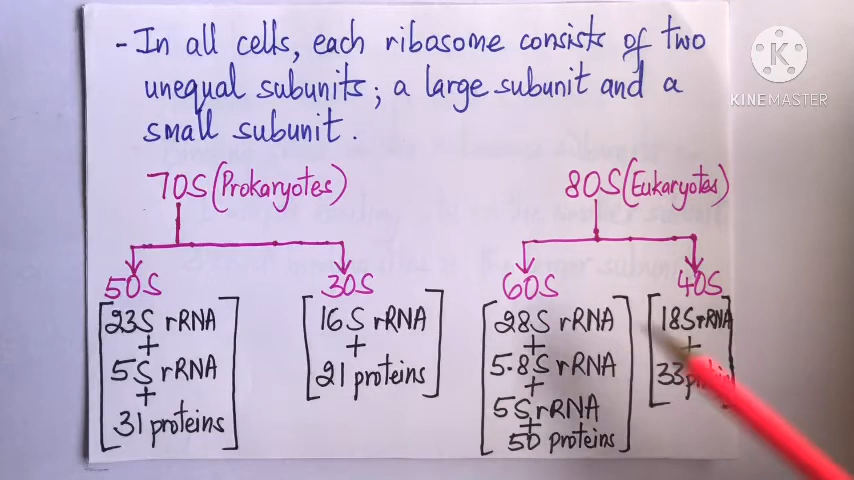 - In all cells, each ribasome consists of two
unequal subunits; a large subunit and a
small subunit.
K
KINEMASTER
70S (Prokaryotes)
80S (Eukaryotes)
50S
30S
60S
40S
23S rRNA
+
5S rRNA
+
31 proteins
16S rRNA
+
21 proteins
28S rRNA
+
5.8S rRNA
+
5S rRNA
+
50 proteins
18S rRNA
+
33